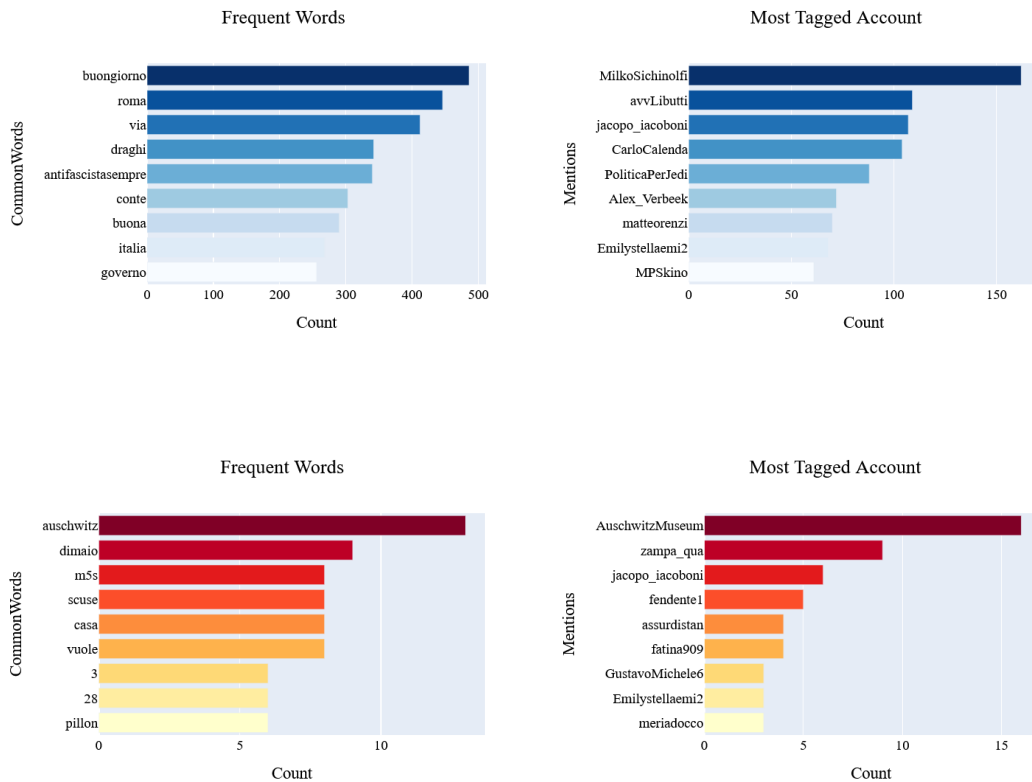 Frequent Words
CommonWords
buongiorno
roma
via
draghi
antifascistasempre
conte
buona
italia
governo
0 100 200 300 400 500
Count
Most Tagged Account
Mentions
MilkoSichinolfi
avvLibutti
jacopo_iacoboni
CarloCalenda
PoliticaPerJedi
Alex_Verbeek
matteorenzi
Emilystellaemi2
MPSkino
0 50 100 150
Count
Frequent Words
CommonWords
auschwitz
dimaio
m5s
scuse
casa
vuole
3
28
pillon
0 5 10
Count
Most Tagged Account
Mentions
AuschwitzMuseum
zampa_qua
jacopo_iacoboni
fendente1
assurdistan
fatina909
GustavoMichele6
Emilystellaemi2
meriadocco
0 5 10 15
Count